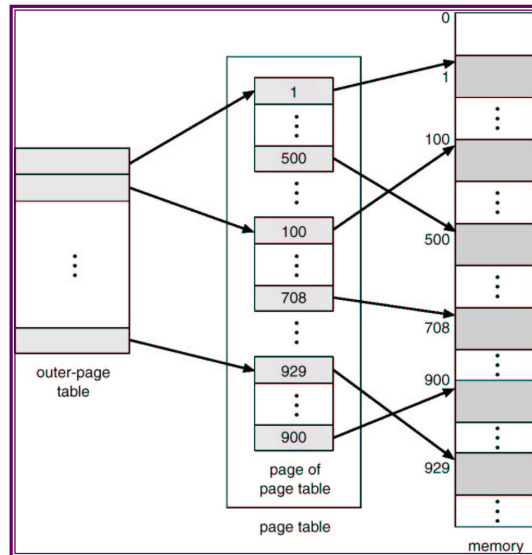 outer-page
table
1
500
100
708
929
900
page of
page table
page table
0
1
100
500
708
900
929
memory